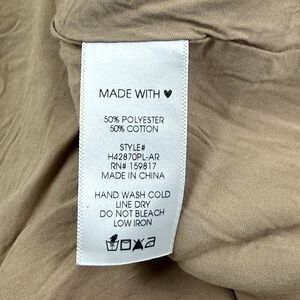 MADE WITH ♥
50% POLYESTER
50% COTTON
STYLE#
H42870PL-AR
RN# 159817
MADE IN CHINA
HAND WASH COLD
LINE DRY
DO NOT BLEACH
LOW IRON